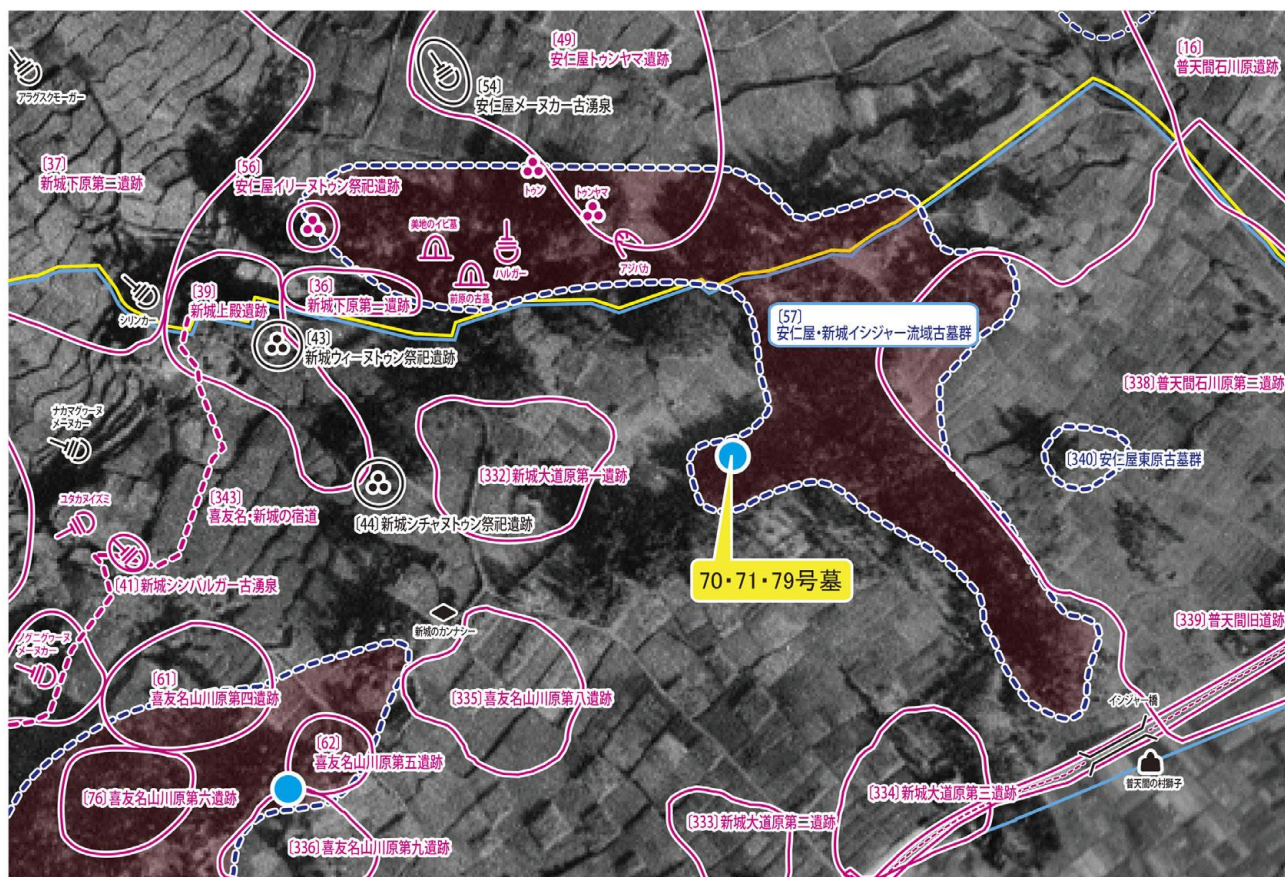 [49]
安仁屋トゥンヤマ遺跡
[16]
普天間石川原遺跡
[54]
安仁屋メーヌカー古湧泉
アラグスクモーガー
[37]
新城下原第三遺跡
[56]
安仁屋イリーヌトゥン祭祀遺跡
トゥン
トゥンヤマ
美地のイビ墓
ハルガー
アジバカ
前原の古墓
シリンカー
[39]
新城上殿遺跡
[36]
新城下原第二遺跡
[43]
新城ウィーヌトゥン祭祀遺跡
[57]
安仁屋・新城インジャー流域古墓群
[338]普天間石川原第二遺跡
ナカマグゥーヌ
メーヌカー
[332]新城大道原第一遺跡
[340]安仁屋東原古墓群
ユタカヌイズミ
[343]
喜友名・新城の宿道
[44]新城シチャヌトゥン祭祀遺跡
70・71・79号墓
[41]新城シンバルガー古湧泉
新城のカンナシー
ノグニグゥーヌ
メーヌカー
[339]普天間旧道跡
[61]
喜友名山川原第四遺跡
[335]喜友名山川原第八遺跡
イシジャー橋
[62]
喜友名山川原第五遺跡
[76]喜友名山川原第六遺跡
[334]新城大道原第三遺跡
普天間の村獅子
[333]新城大道原第二遺跡
[336]喜友名山川原第九遺跡